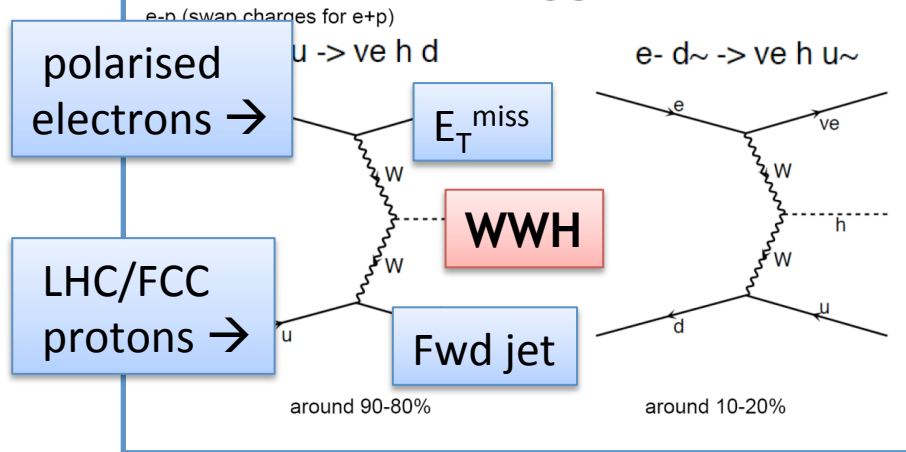 e-p (swap charges for e+p)
u -> ve h d
e- d~ -> ve h u~
polarised
electrons →
E_T^miss
e
ve
W
W
WWH
h
W
W
LHC/FCC
protons →
u
Fwd jet
d
u
around 90-80%
around 10-20%